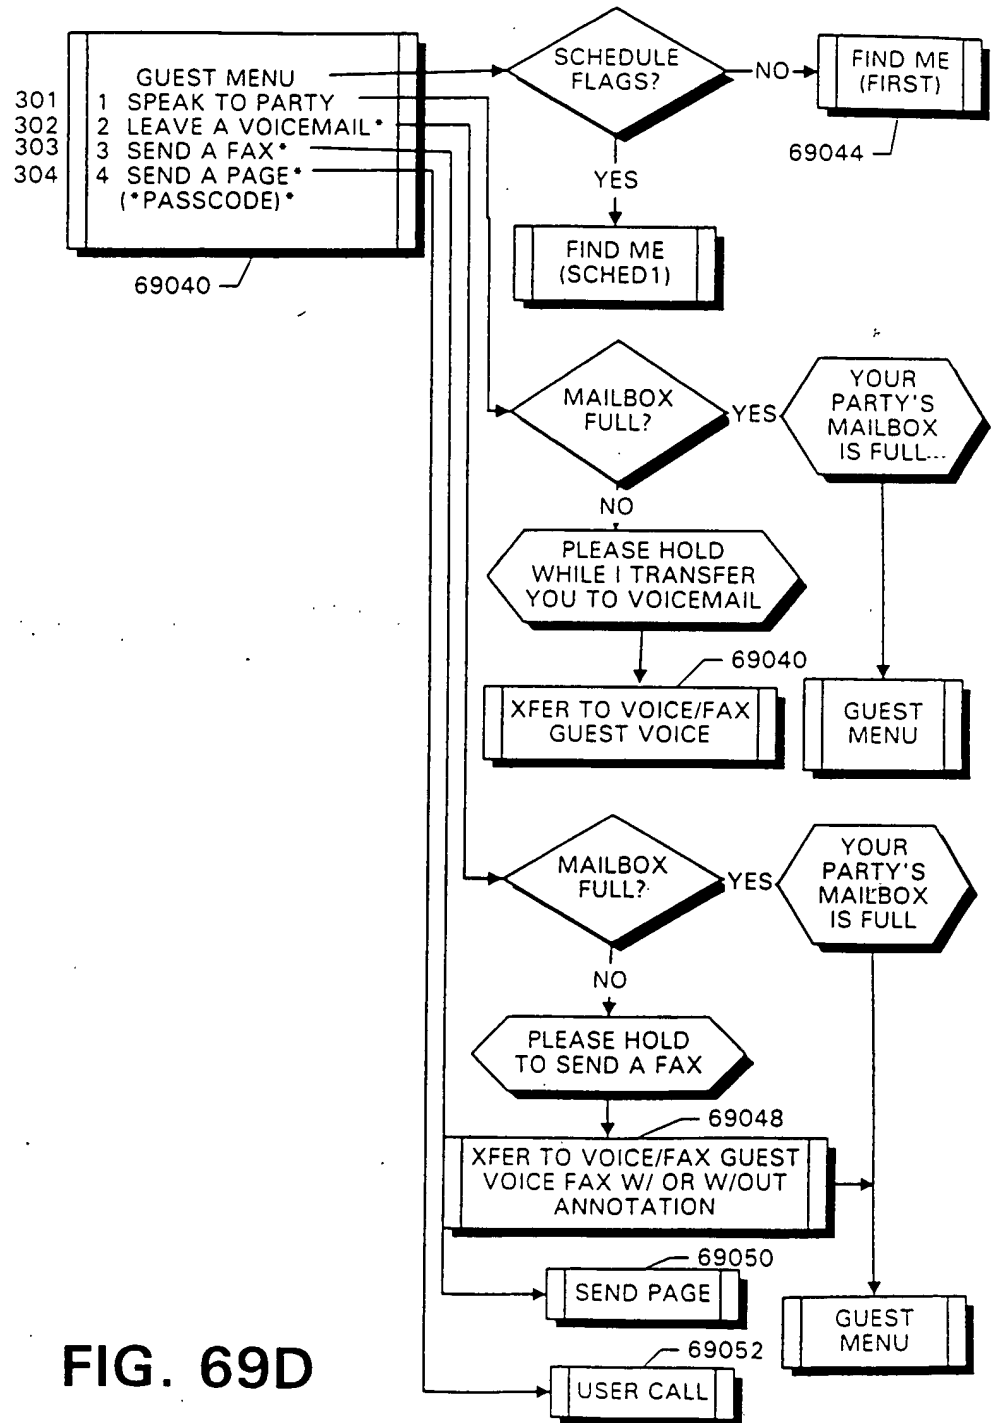 GUEST MENU
301 1 SPEAK TO PARTY
302 2 LEAVE A VOICEMAIL*
303 3 SEND A FAX*
304 4 SEND A PAGE*
(*PASSCODE)*
69040
SCHEDULE
FLAGS?
NO
FIND ME
(FIRST)
69044
YES
FIND ME
(SCHED1)
MAILBOX
FULL?
YES
YOUR
PARTY'S
MAILBOX
IS FULL...
NO
PLEASE HOLD
WHILE I TRANSFER
YOU TO VOICEMAIL
69040
XFER TO VOICE/FAX
GUEST VOICE
GUEST
MENU
MAILBOX
FULL?
YES
YOUR
PARTY'S
MAILBOX
IS FULL
NO
PLEASE HOLD
TO SEND A FAX
69048
XFER TO VOICE/FAX GUEST
VOICE FAX W/ OR W/OUT
ANNOTATION
69050
SEND PAGE
GUEST
MENU
69052
USER CALL
FIG. 69D